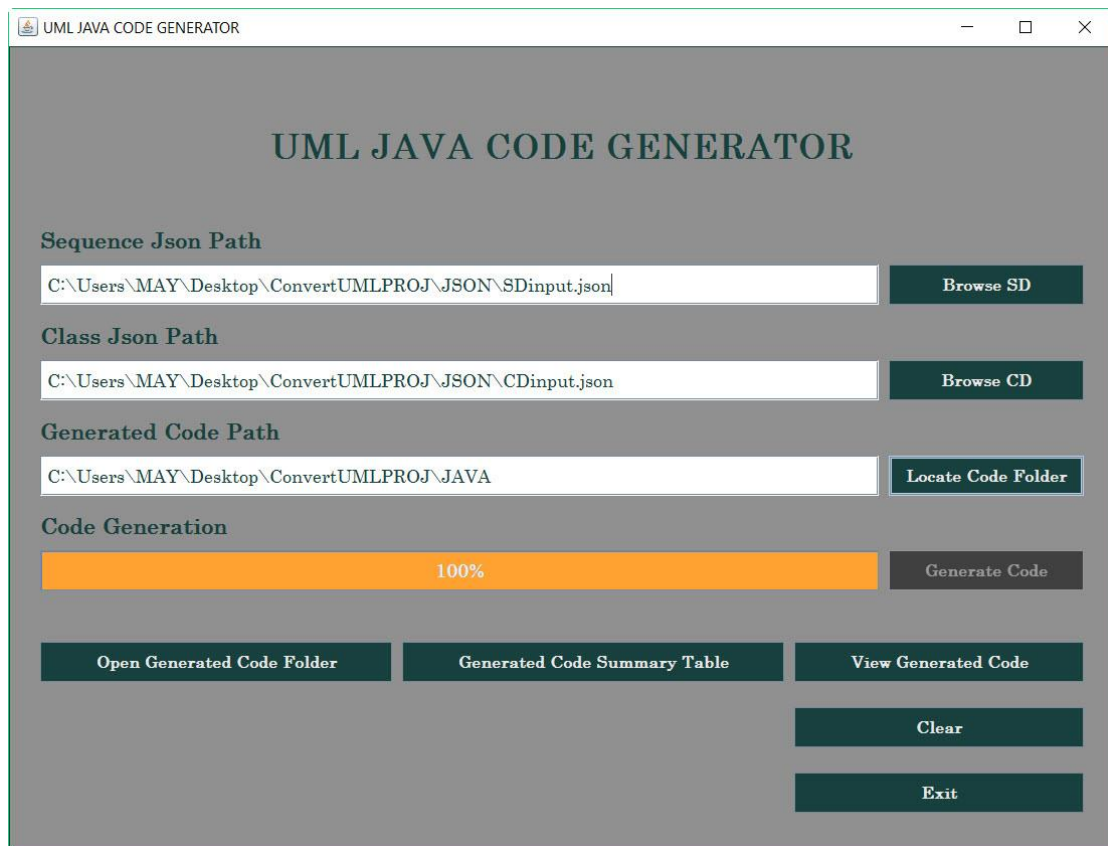 UML JAVA CODE GENERATOR
UML JAVA CODE GENERATOR
Sequence Json Path
C:\Users\MAY\Desktop\ConvertUMLPROJ\JSON\SDinput.json
Browse SD
Class Json Path
C:\Users\MAY\Desktop\ConvertUMLPROJ\JSON\CDinput.json
Browse CD
Generated Code Path
C:\Users\MAY\Desktop\ConvertUMLPROJ\JAVA
Locate Code Folder
Code Generation
100%
Generate Code
Open Generated Code Folder
Generated Code Summary Table
View Generated Code
Clear
Exit